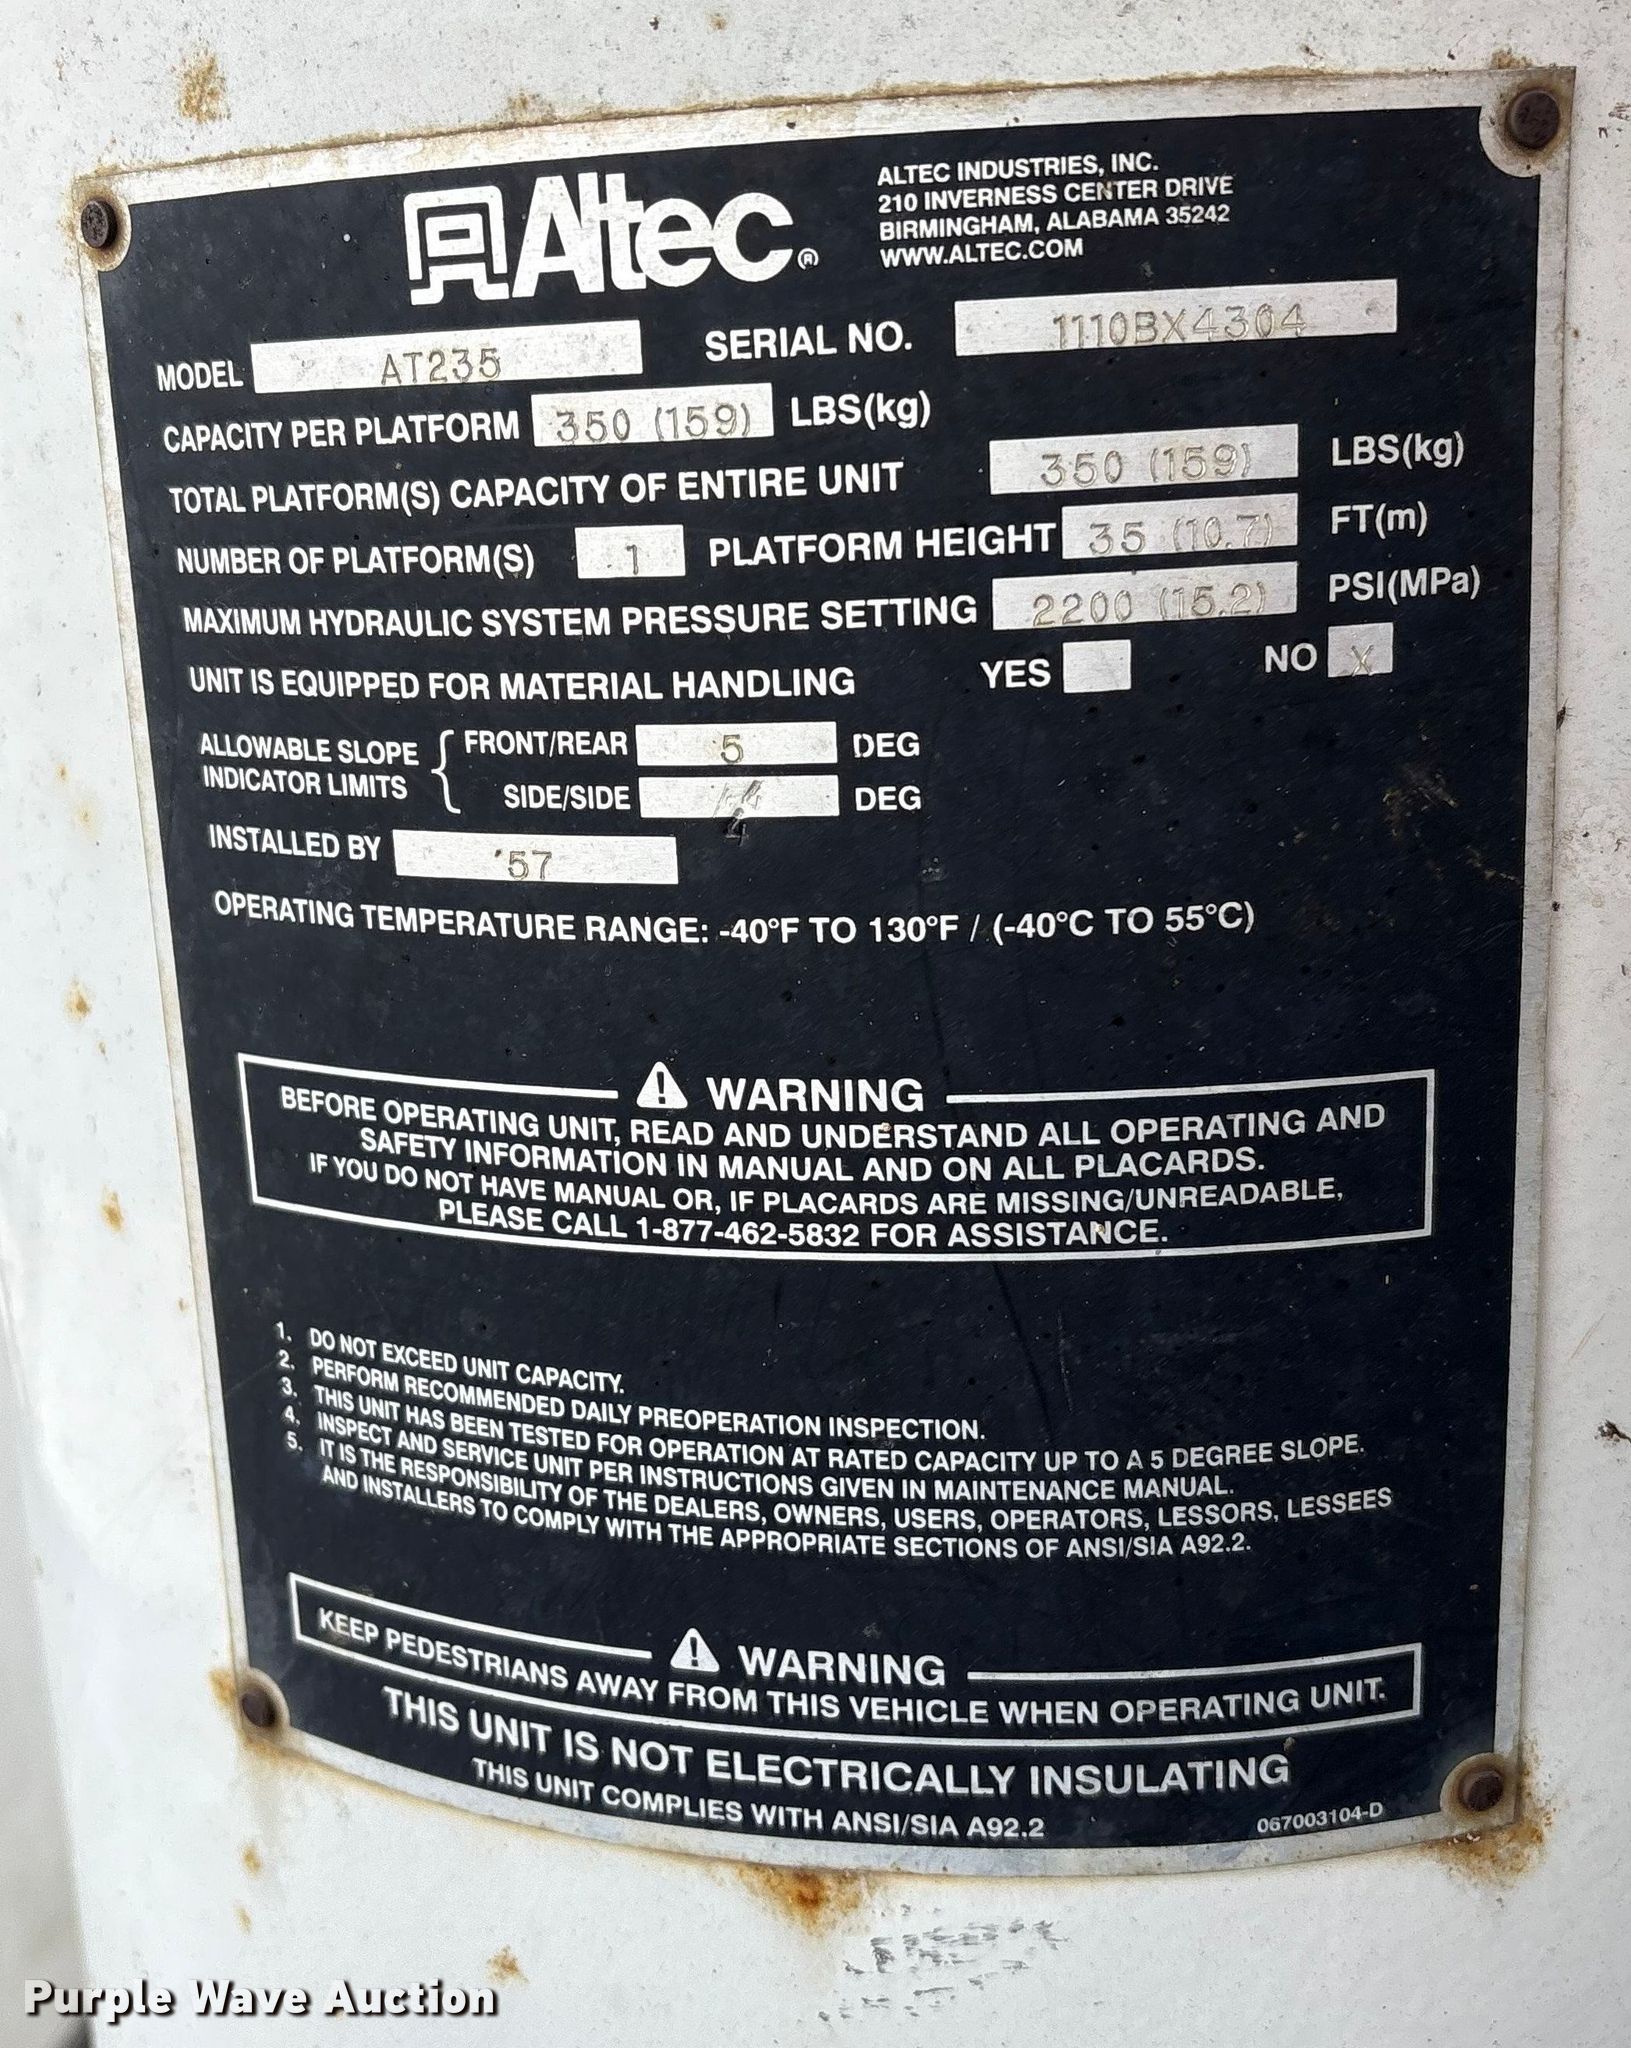 Altec®
ALTEC INDUSTRIES, INC.
210 INVERNESS CENTER DRIVE
BIRMINGHAM, ALABAMA 35242
WWW.ALTEC.COM
MODEL AT235 SERIAL NO. 1110BX4304
CAPACITY PER PLATFORM 350 (159) LBS(kg)
TOTAL PLATFORM(S) CAPACITY OF ENTIRE UNIT 350 (159) LBS(kg)
NUMBER OF PLATFORM(S) 1 PLATFORM HEIGHT 35 (10.7) FT(m)
MAXIMUM HYDRAULIC SYSTEM PRESSURE SETTING 2200 (15.2) PSI(MPa)
UNIT IS EQUIPPED FOR MATERIAL HANDLING YES NO X
ALLOWABLE SLOPE INDICATOR LIMITS
FRONT/REAR 5 DEG
SIDE/SIDE 4 DEG
INSTALLED BY '57
OPERATING TEMPERATURE RANGE: -40°F TO 130°F / (-40°C TO 55°C)
WARNING
BEFORE OPERATING UNIT, READ AND UNDERSTAND ALL OPERATING AND
SAFETY INFORMATION IN MANUAL AND ON ALL PLACARDS.
IF YOU DO NOT HAVE MANUAL OR, IF PLACARDS ARE MISSING/UNREADABLE,
PLEASE CALL 1-877-462-5832 FOR ASSISTANCE.
1. DO NOT EXCEED UNIT CAPACITY.
2. PERFORM RECOMMENDED DAILY PREOPERATION INSPECTION.
3. THIS UNIT HAS BEEN TESTED FOR OPERATION AT RATED CAPACITY UP TO A 5 DEGREE SLOPE.
4. INSPECT AND SERVICE UNIT PER INSTRUCTIONS GIVEN IN MAINTENANCE MANUAL.
5. IT IS THE RESPONSIBILITY OF THE DEALERS, OWNERS, USERS, OPERATORS, LESSORS, LESSEES
AND INSTALLERS TO COMPLY WITH THE APPROPRIATE SECTIONS OF ANSI/SIA A92.2.
WARNING
KEEP PEDESTRIANS AWAY FROM THIS VEHICLE WHEN OPERATING UNIT.
THIS UNIT IS NOT ELECTRICALLY INSULATING
THIS UNIT COMPLIES WITH ANSI/SIA A92.2
067003104-D
Purple Wave Auction